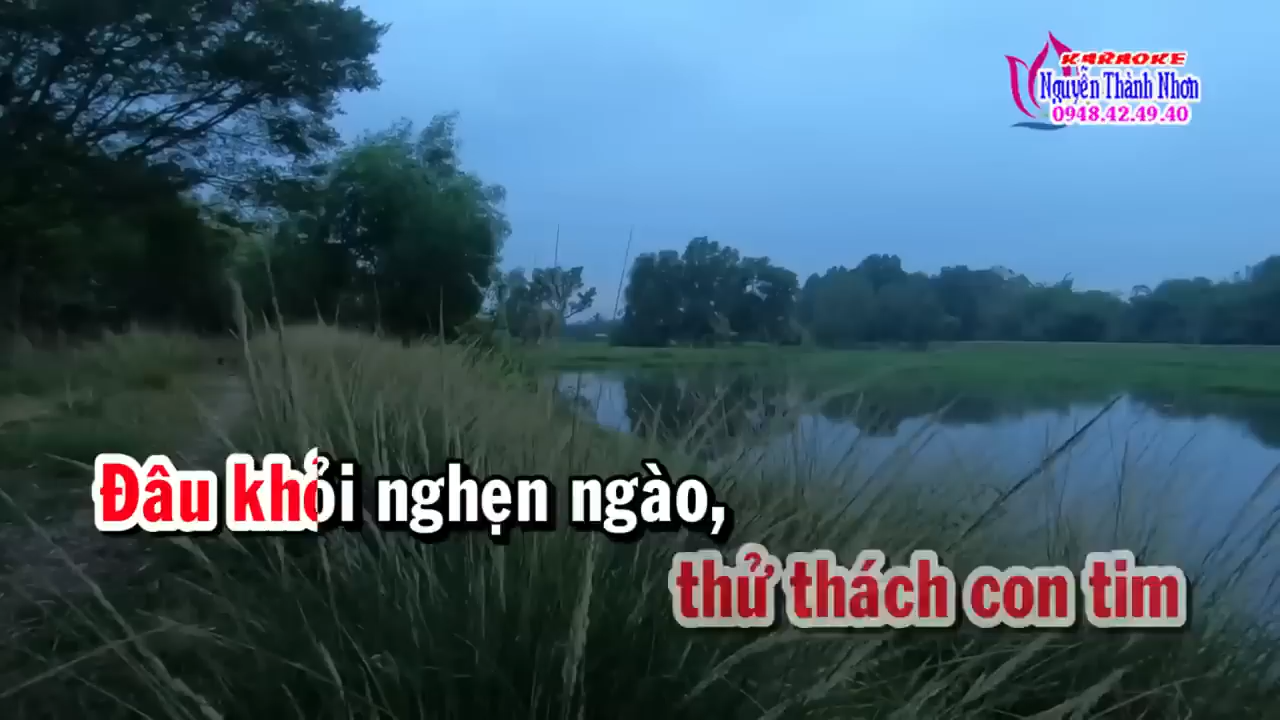 KARAOKE
Nguyễn Thành Nhơn
0948.42.49.40
Đâu khỏi nghẹn ngào,
thử thách con tim